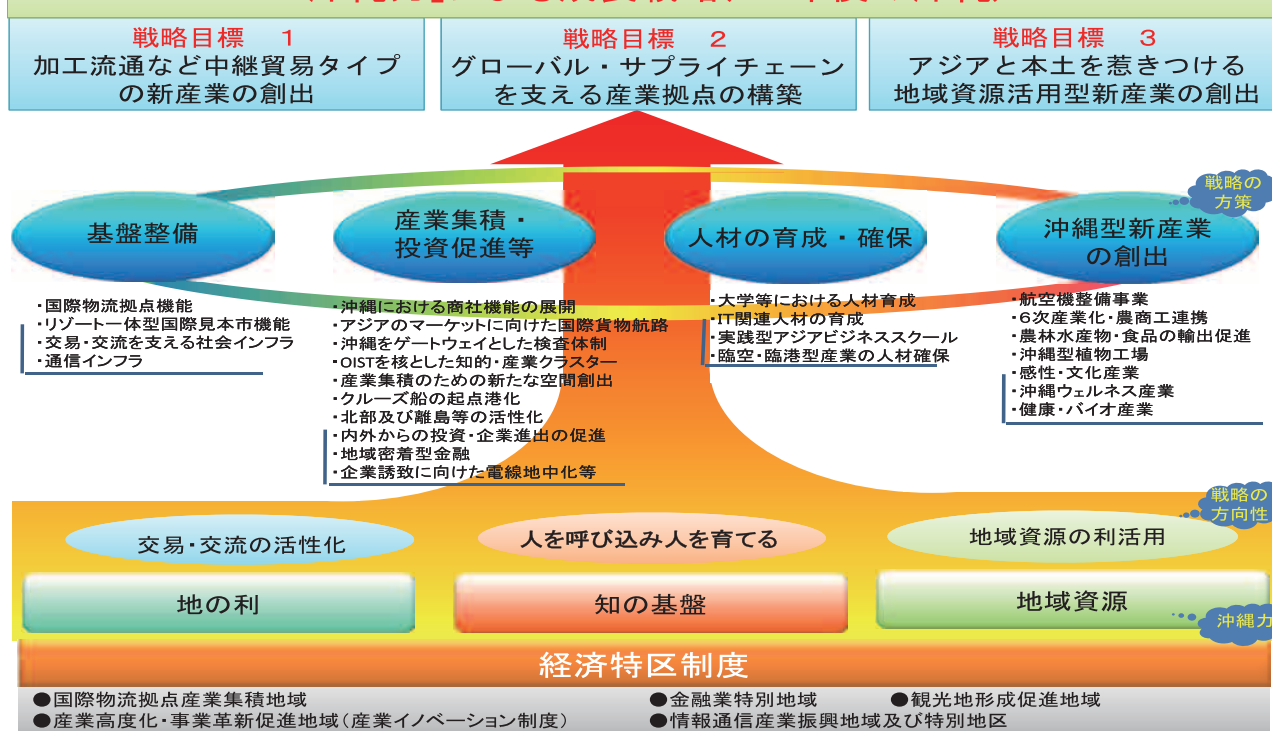 戦略目標 1
加工流通など中継貿易タイプ
の新産業の創出
戦略目標 2
グローバル・サプライチェーン
を支える産業拠点の構築
戦略目標 3
アジアと本土を惹きつける
地域資源活用型新産業の創出
戦略の
方策
基盤整備
・国際物流拠点機能
・リゾート一体型国際見本市機能
・交易・交流を支える社会インフラ
・通信インフラ
産業集積・
投資促進等
・沖縄における商社機能の展開
・アジアのマーケットに向けた国際貨物航路
・沖縄をゲートウェイとした検査体制
・OISTを核とした知的・産業クラスター
・産業集積のための新たな空間創出
・クルーズ船の起点港化
・北部及び離島等の活性化
・内外からの投資・企業進出の促進
・地域密着型金融
・企業誘致に向けた電線地中化等
人材の育成・確保
・大学等における人材育成
・IT関連人材の育成
・実践型アジアビジネススクール
・臨空・臨港型産業の人材確保
沖縄型新産業
の創出
・航空機整備事業
・6次産業化・農商工連携
・農林水産物・食品の輸出促進
・沖縄型植物工場
・感性・文化産業
・沖縄ウェルネス産業
・健康・バイオ産業
戦略の
方向性
交易・交流の活性化
人を呼び込み人を育てる
地域資源の利活用
地の利
知の基盤
地域資源
沖縄力
経済特区制度
●国際物流拠点産業集積地域
●金融業特別地域
●観光地形成促進地域
●産業高度化・事業革新促進地域(産業イノベーション制度)
●情報通信産業振興地域及び特別地区